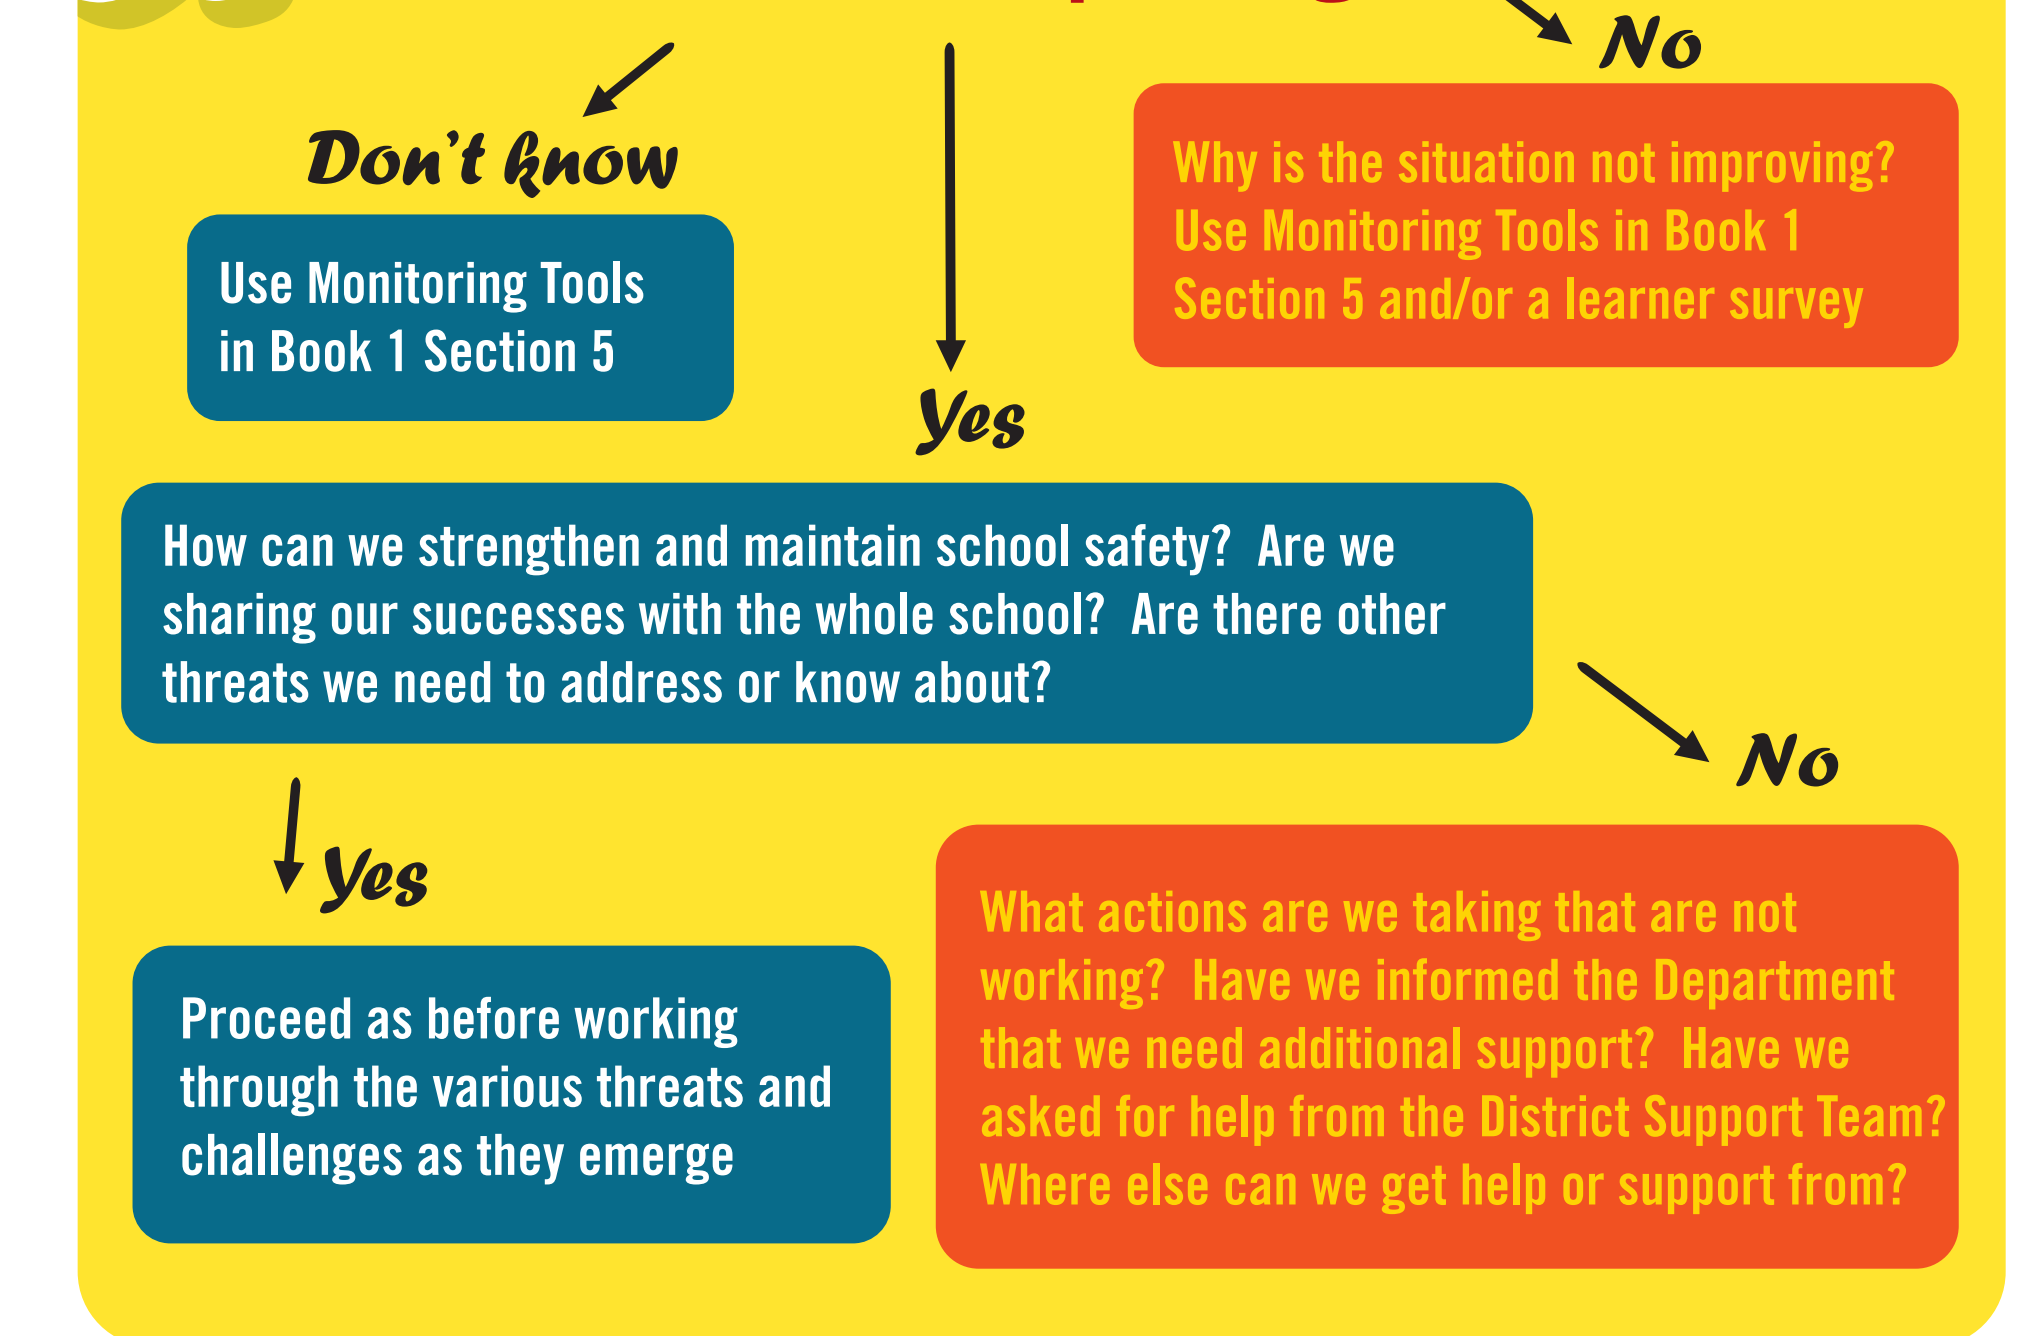 No
Don't know
Why is the situation not improving?
Use Monitoring Tools in Book 1
Section 5 and/or a learner survey
Use Monitoring Tools
in Book 1 Section 5
Yes
How can we strengthen and maintain school safety?  Are we
sharing our successes with the whole school?  Are there other
threats we need to address or know about?
No
Yes
What actions are we taking that are not
working?  Have we informed the Department
that we need additional support?  Have we
asked for help from the District Support Team?
Where else can we get help or support from?
Proceed as before working
through the various threats and
challenges as they emerge